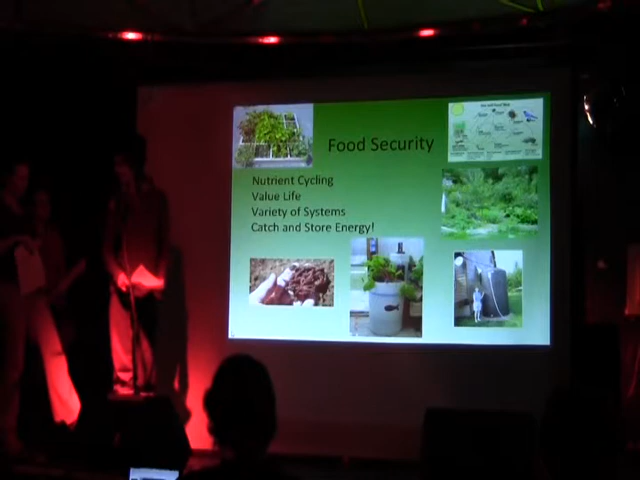 Food Security
Nutrient Cycling
Value Life
Variety of Systems
Catch and Store Energy!